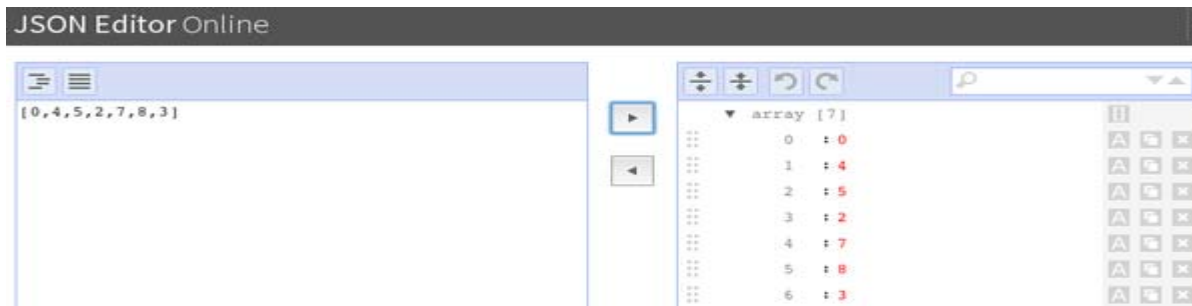 JSON Editor Online
[0,4,5,2,7,8,3]
array [7]
0 : 0
1 : 4
2 : 5
3 : 2
4 : 7
5 : 8
6 : 3